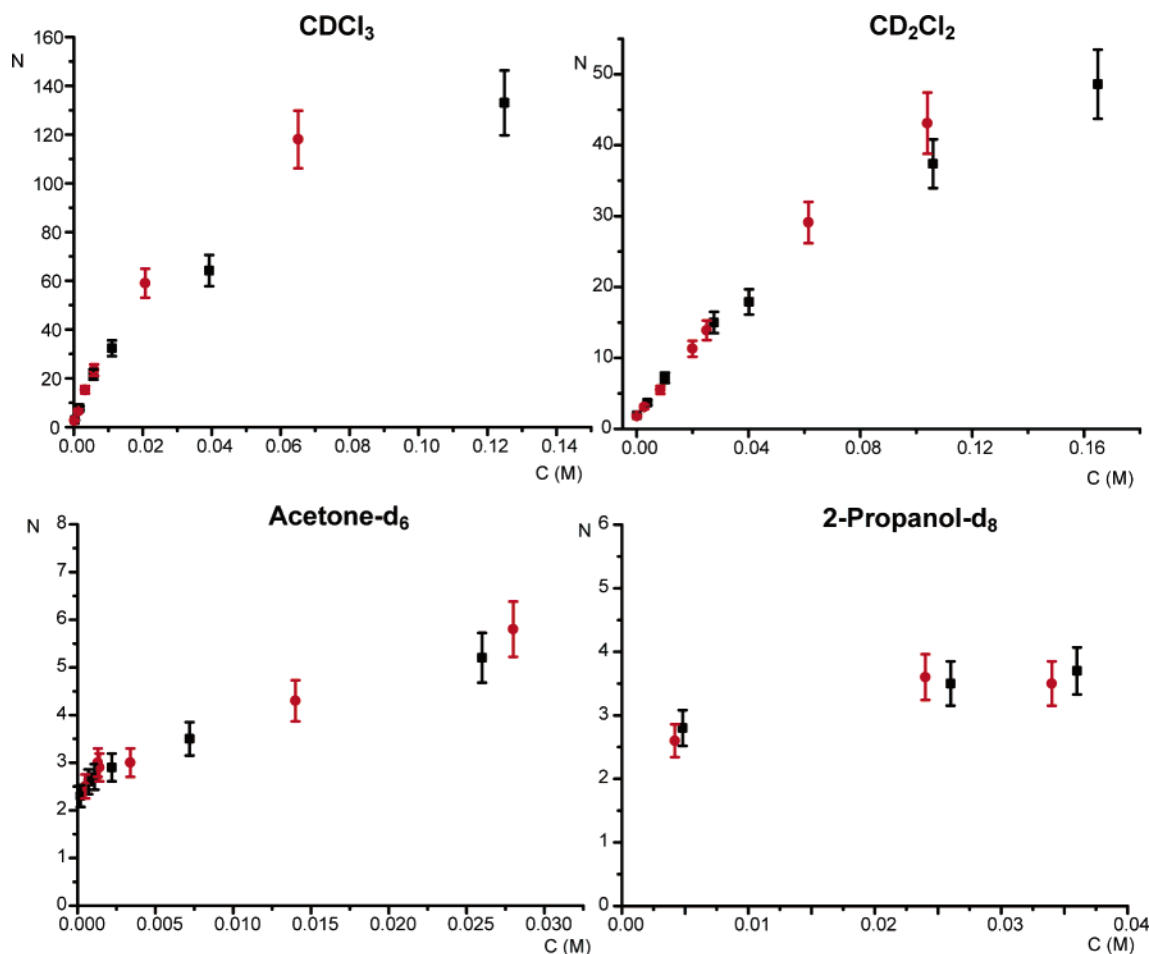 CDCl3
N
160
140
120
100
80
60
40
20
0
0.00 0.02 0.04 0.06 0.08 0.10 0.12 0.14
C (M)
CD2Cl2
N
50
40
30
20
10
0
0.00 0.04 0.08 0.12 0.16
C (M)
Acetone-d6
N
8
7
6
5
4
3
2
1
0
0.000 0.005 0.010 0.015 0.020 0.025 0.030
C (M)
2-Propanol-d8
N
6
5
4
3
2
1
0
0.00 0.01 0.02 0.03 0.04
C (M)